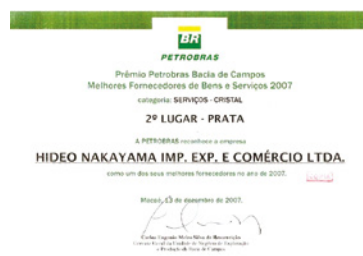 BR
PETROBRAS
Prêmio Petrobras Bacia de Campos
Melhores Fornecedores de Bens e Serviços 2007
categoria: SERVIÇOS - CRISTAL
2º LUGAR - PRATA
A PETROBRAS reconhece a empresa
HIDEO NAKAYAMA IMP. EXP. E COMÉRCIO LTDA.
como um dos seus melhores fornecedores no ano de 2007.
Macaé, 13 de dezembro de 2007.